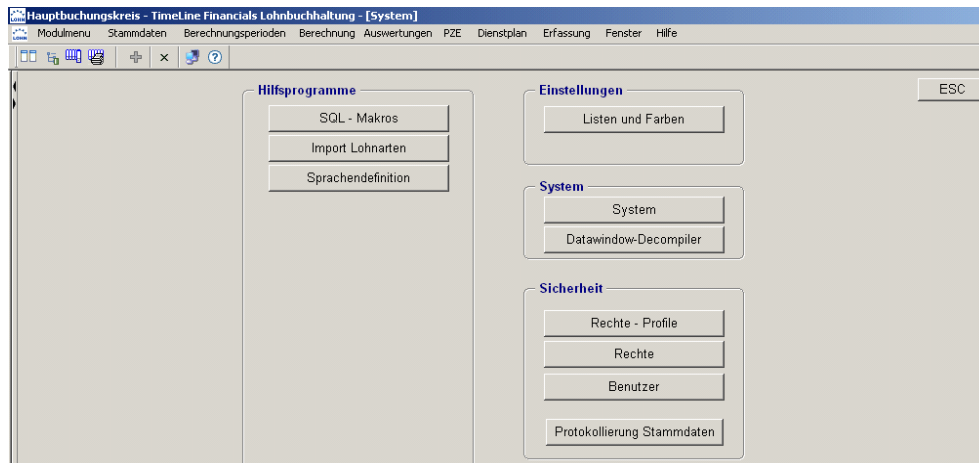 Hauptbuchungskreis - TimeLine Financials Lohnbuchhaltung - [System]
Modulmenu Stammdaten Berechnungsperioden Berechnung Auswertungen PZE Dienstplan Erfassung Fenster Hilfe
ESC
Hilfsprogramme
SQL - Makros
Import Lohnarten
Sprachendefinition
Einstellungen
Listen und Farben
System
System
Datawindow-Decompiler
Sicherheit
Rechte - Profile
Rechte
Benutzer
Protokollierung Stammdaten